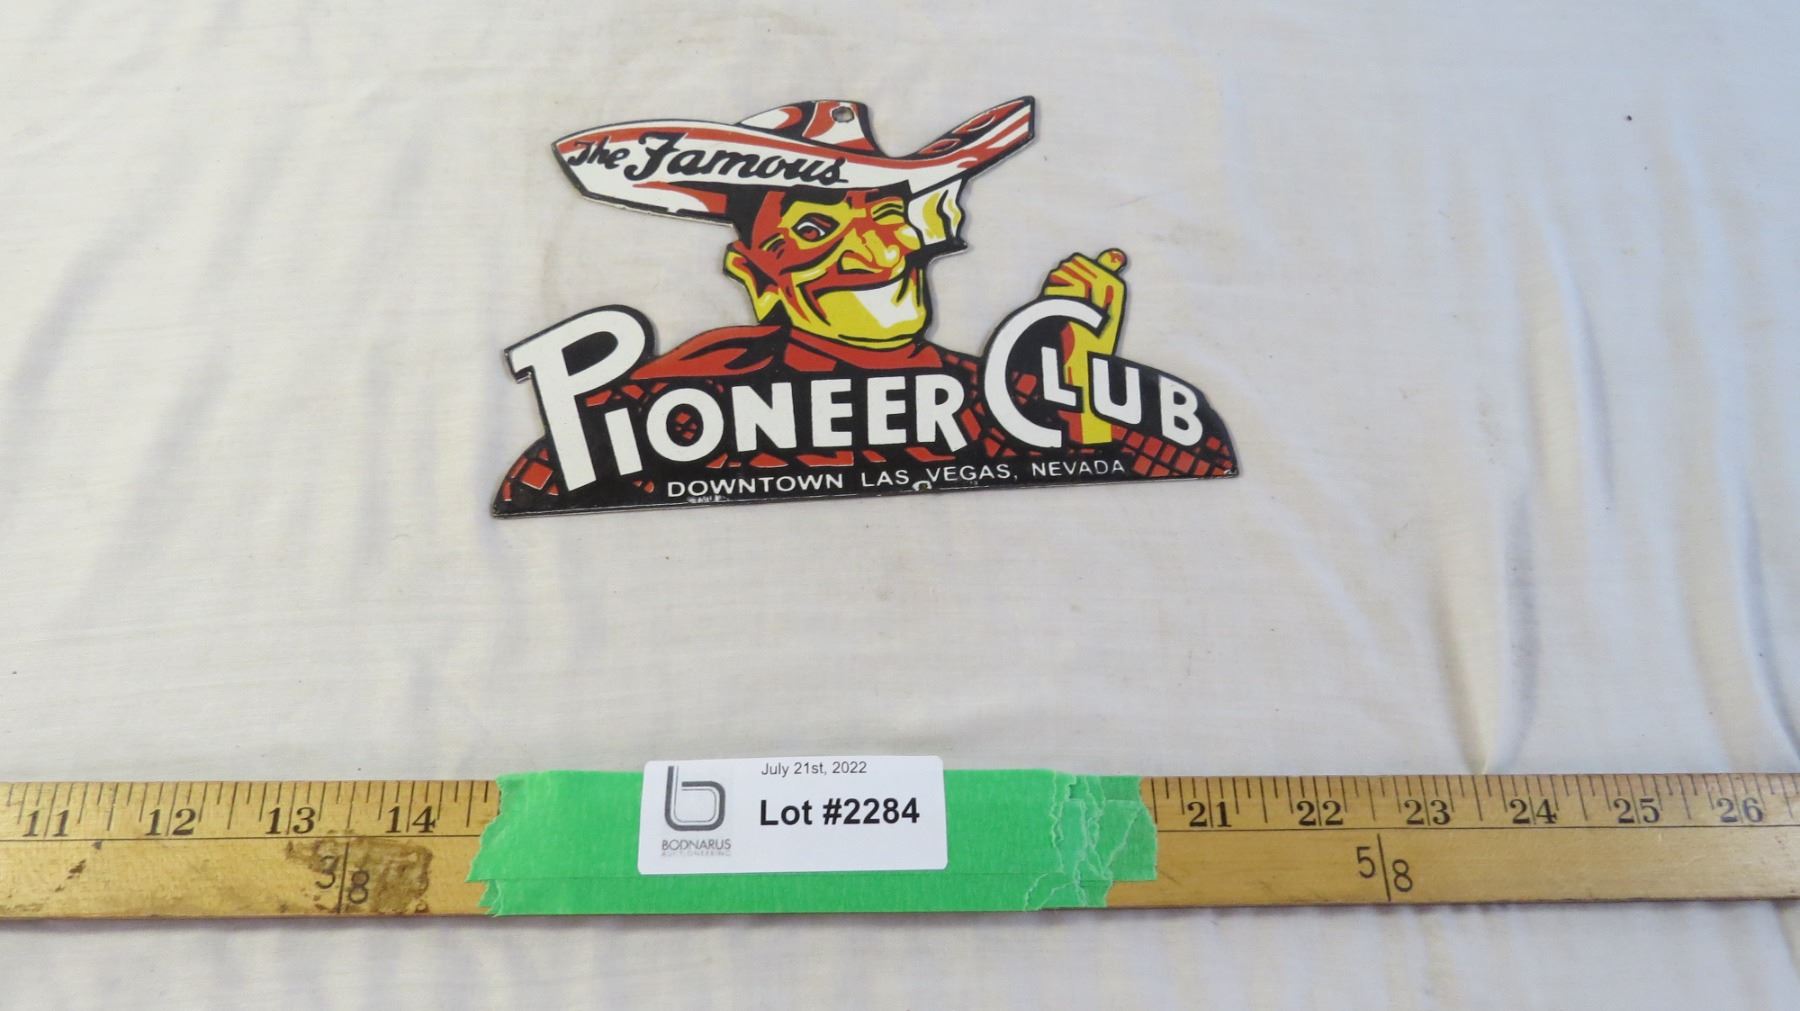 The Famous
PIONEER CLUB
DOWNTOWN LAS VEGAS, NEVADA
July 21st, 2022
Lot #2284
BODNARUS
AUCTIONEERING
11 12 13 14 21 22 23 24 25 26
3/8 5/8